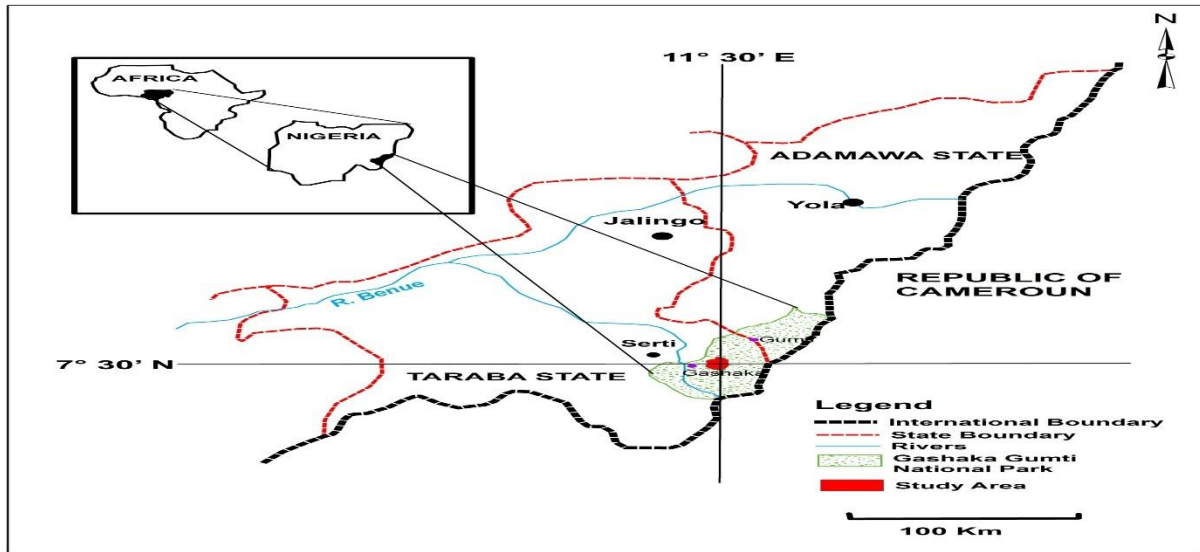 N
11° 30' E
AFRICA
NIGERIA
ADAMAWA STATE
Yola
Jalingo
REPUBLIC OF
CAMEROUN
R. Benue
Gum
Serti
7° 30' N
Gashaka
TARABA STATE
Legend
International Boundary
State Boundary
Rivers
Gashaka Gumti
National Park
Study Area
100 Km